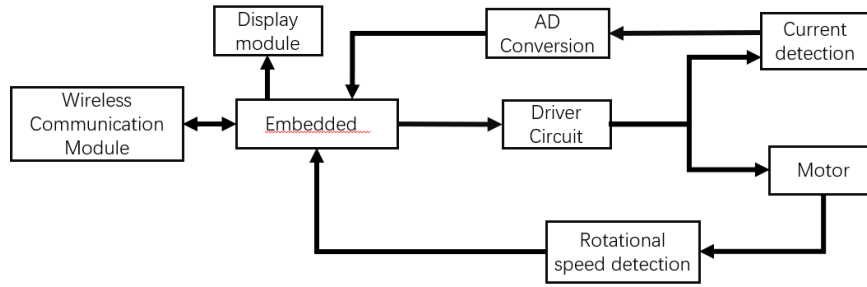 Display
module
AD
Conversion
Current
detection
Wireless
Communication
Module
Embedded
Driver
Circuit
Motor
Rotational
speed detection